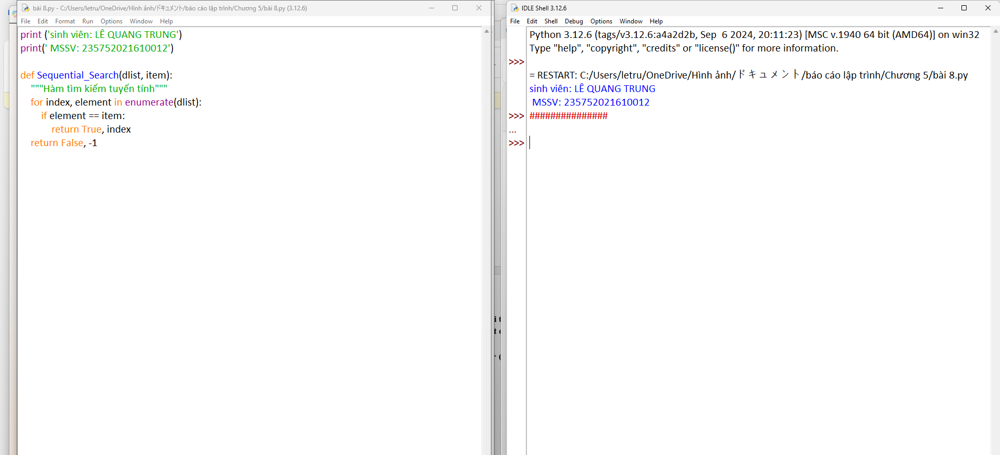 bài 8.py - C:/Users/letru/OneDrive/Hình ảnh/ドキュメント/báo cáo lập trình/Chương 5/bài 8.py (3.12.6)
File Edit Format Run Options Window Help
print ('sinh viên: LÊ QUANG TRUNG')
print(' MSSV: 235752021610012')
def Sequential_Search(dlist, item):
"""Hàm tìm kiếm tuyến tính"""
for index, element in enumerate(dlist):
if element == item:
return True, index
return False, -1
IDLE Shell 3.12.6
File Edit Shell Debug Options Window Help
Python 3.12.6 (tags/v3.12.6:a4a2d2b, Sep  6 2024, 20:11:23) [MSC v.1940 64 bit (AMD64)] on win32
Type "help", "copyright", "credits" or "license()" for more information.
>>>
= RESTART: C:/Users/letru/OneDrive/Hình ảnh/ドキュメント/báo cáo lập trình/Chương 5/bài 8.py
sinh viên: LÊ QUANG TRUNG
MSSV: 235752021610012
>>> ###############
...
>>>